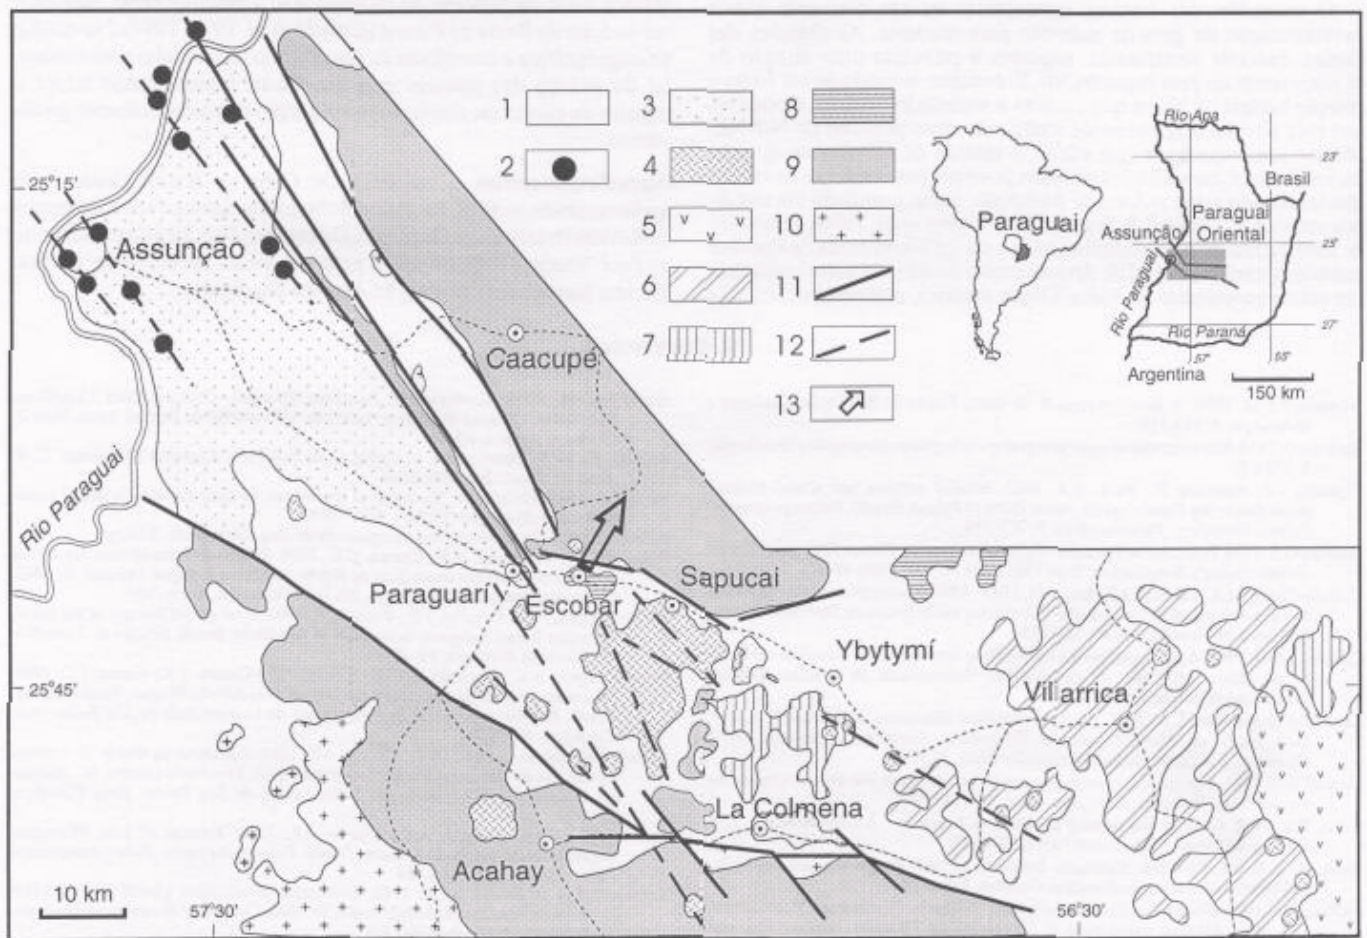 1
2
3
4
5
6
7
8
9
10
11
12
13
Paraguai
Rio Apa
23°
Brasil
Paraguai
Oriental
Assunção
25°
Rio Paraguai
Rio Paraná
27°
57°
55°
Argentina
150 km
25°15'
Assunção
Caacupé
Rio Paraguai
Paraguarí
Escobar
Sapucai
Ybytymí
25°45'
Villarrica
La Colmena
Acahay
10 km
57°30'
56°30'